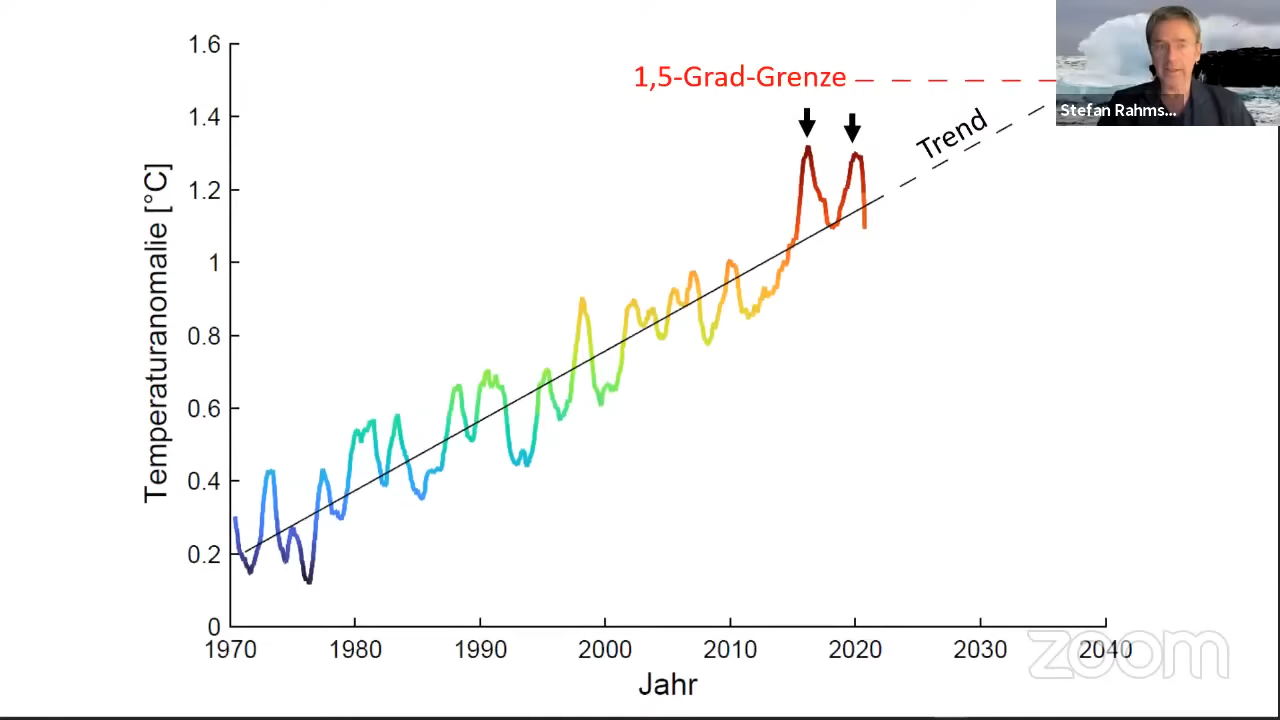 1.6
1,5-Grad-Grenze
Stefan Rahms...
1.4
Trend
1.2
1
0.8
0.6
0.4
0.2
0
Temperaturanomalie [°C]
1970 1980 1990 2000 2010 2020 2030 2040
Jahr
zoom